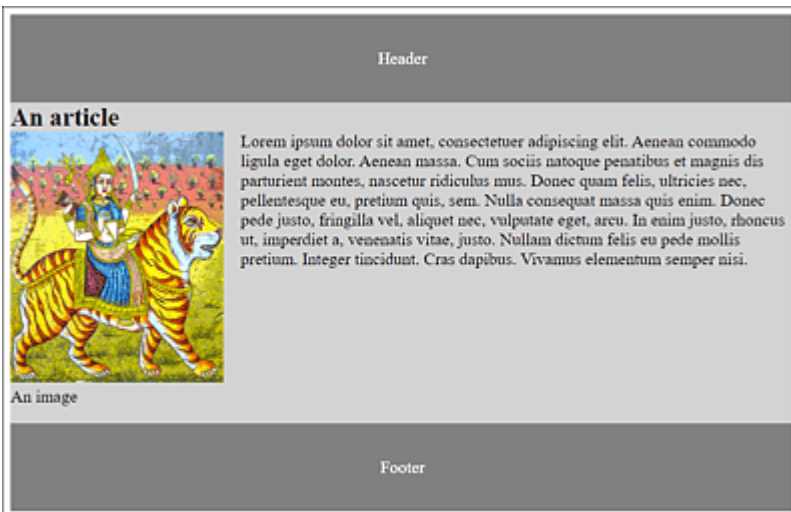 Header
An article
Lorem ipsum dolor sit amet, consectetuer adipiscing elit. Aenean commodo
ligula eget dolor. Aenean massa. Cum sociis natoque penatibus et magnis dis
parturient montes, nascetur ridiculus mus. Donec quam felis, ultricies nec,
pellentesque eu, pretium quis, sem. Nulla consequat massa quis enim. Donec
pede justo, fringilla vel, aliquet nec, vulputate eget, arcu. In enim justo, rhoncus
ut, imperdiet a, venenatis vitae, justo. Nullam dictum felis eu pede mollis
pretium. Integer tincidunt. Cras dapibus. Vivamus elementum semper nisi.
An image
Footer